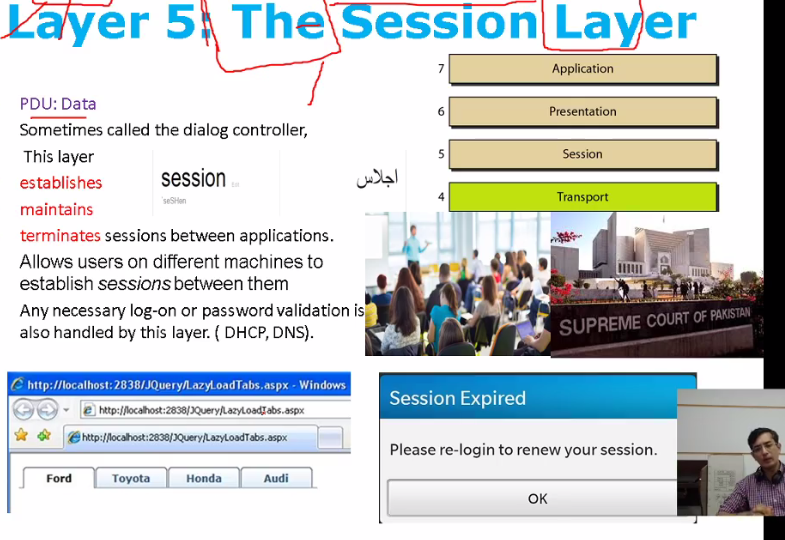 Layer 5: The Session Layer
PDU: Data
Sometimes called the dialog controller,
This layer
establishes
maintains
terminates sessions between applications.
Allows users on different machines to
establish sessions between them
Any necessary log-on or password validation is
also handled by this layer. ( DHCP, DNS).
session
ˈseSHən
اجلاس
7 Application
6 Presentation
5 Session
4 Transport
SUPREME COURT OF PAKISTAN
http://localhost:2838/JQuery/LazyLoadTabs.aspx - Windows
http://localhost:2838/JQuery/LazyLoadTabs.aspx
http://localhost:2838/JQuery/LazyLoadTabs.aspx
Ford Toyota Honda Audi
Session Expired
Please re-login to renew your session.
OK